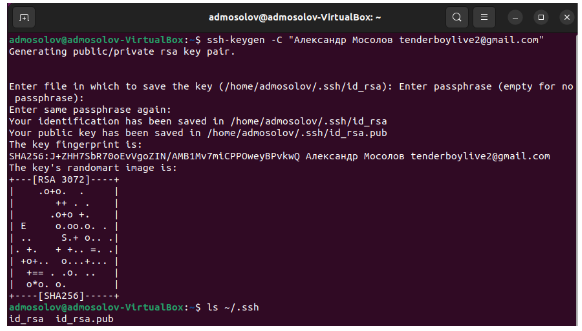 admosolov@admosolov-VirtualBox: ~
admosolov@admosolov-VirtualBox:~$ ssh-keygen -C "Александр Мосолов tenderboylive2@gmail.com"
Generating public/private rsa key pair.
Enter file in which to save the key (/home/admosolov/.ssh/id_rsa): Enter passphrase (empty for no
 passphrase):
Enter same passphrase again:
Your identification has been saved in /home/admosolov/.ssh/id_rsa
Your public key has been saved in /home/admosolov/.ssh/id_rsa.pub
The key fingerprint is:
SHA256:J+ZHH7SbR70oEvVgoZIN/AMB1Mv7miCPPOweyBPvkwQ Александр Мосолов tenderboylive2@gmail.com
The key's randomart image is:
+---[RSA 3072]----+
|    .o+o.  .     |
|      ++ . .     |
|     .o+o +.     |
| E     o.oo.o. . |
| ..     S.+ o.. .|
| . +.   + +.. =. .|
| +o+..  o...+... |
|  +== . .o. ..   |
|  o*o. o.        |
+----[SHA256]-----+
admosolov@admosolov-VirtualBox:~$ ls ~/.ssh
id_rsa  id_rsa.pub